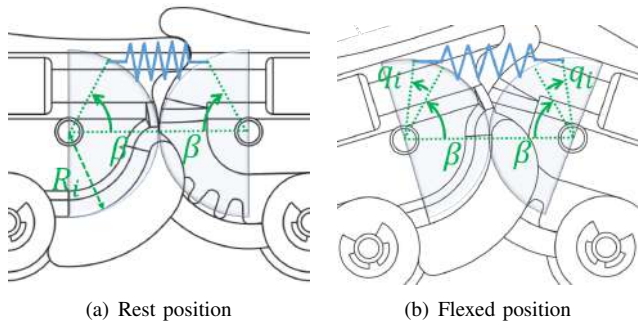 β β
R_i
(a) Rest position
q_i q_i
β β
(b) Flexed position